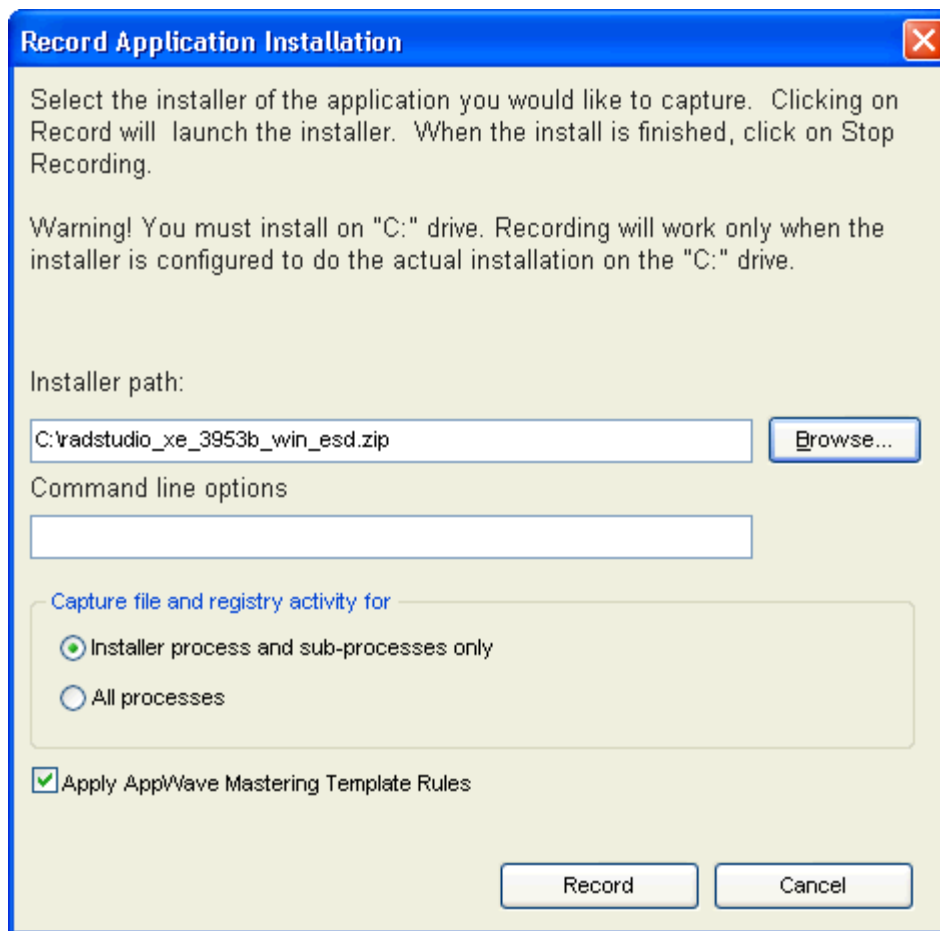 Record Application Installation
Select the installer of the application you would like to capture.  Clicking on
Record will  launch the installer.  When the install is finished, click on Stop
Recording.
Warning! You must install on "C:" drive. Recording will work only when the
installer is configured to do the actual installation on the "C:" drive.
Installer path:
C:\radstudio_xe_3953b_win_esd.zip
Browse...
Command line options
Capture file and registry activity for
Installer process and sub-processes only
All processes
Apply AppWave Mastering Template Rules
Record
Cancel